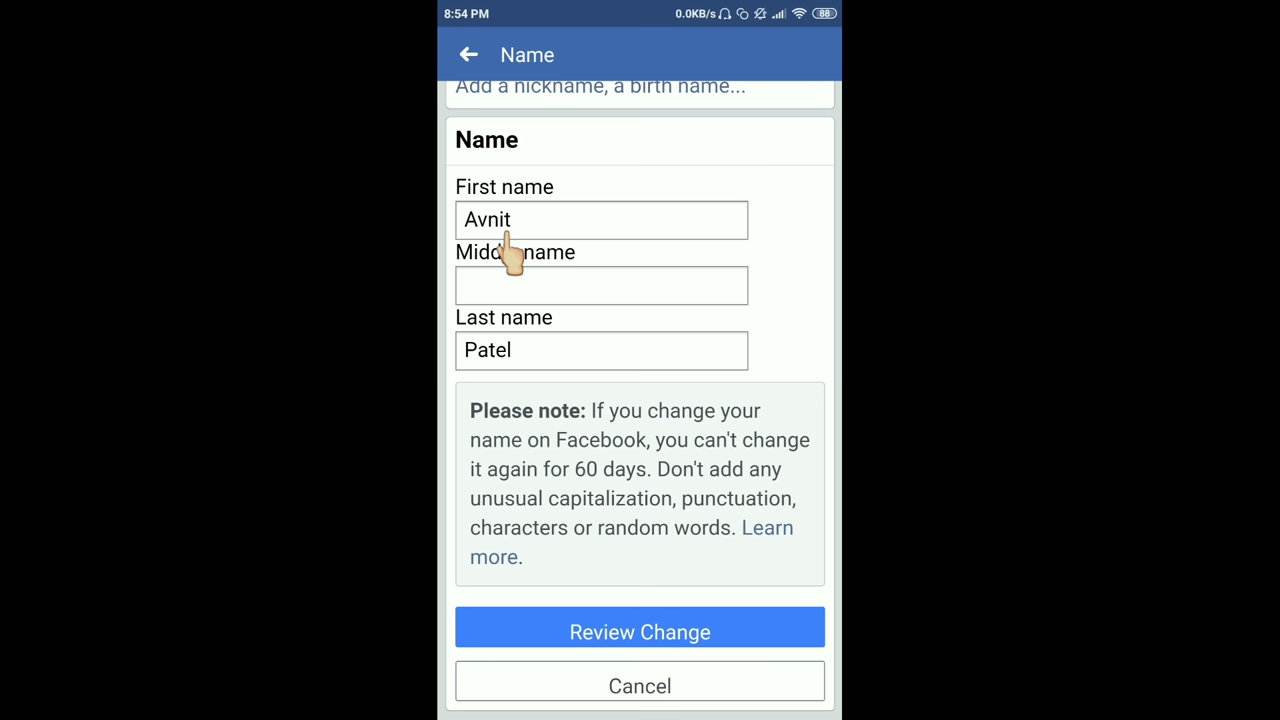 8:54 PM 0.0KB/s 88
Name
Add a nickname, a birth name...
Name
First name
Avnit
Middle name
Last name
Patel
Please note: If you change your
name on Facebook, you can't change
it again for 60 days. Don't add any
unusual capitalization, punctuation,
characters or random words. Learn
more.
Review Change
Cancel